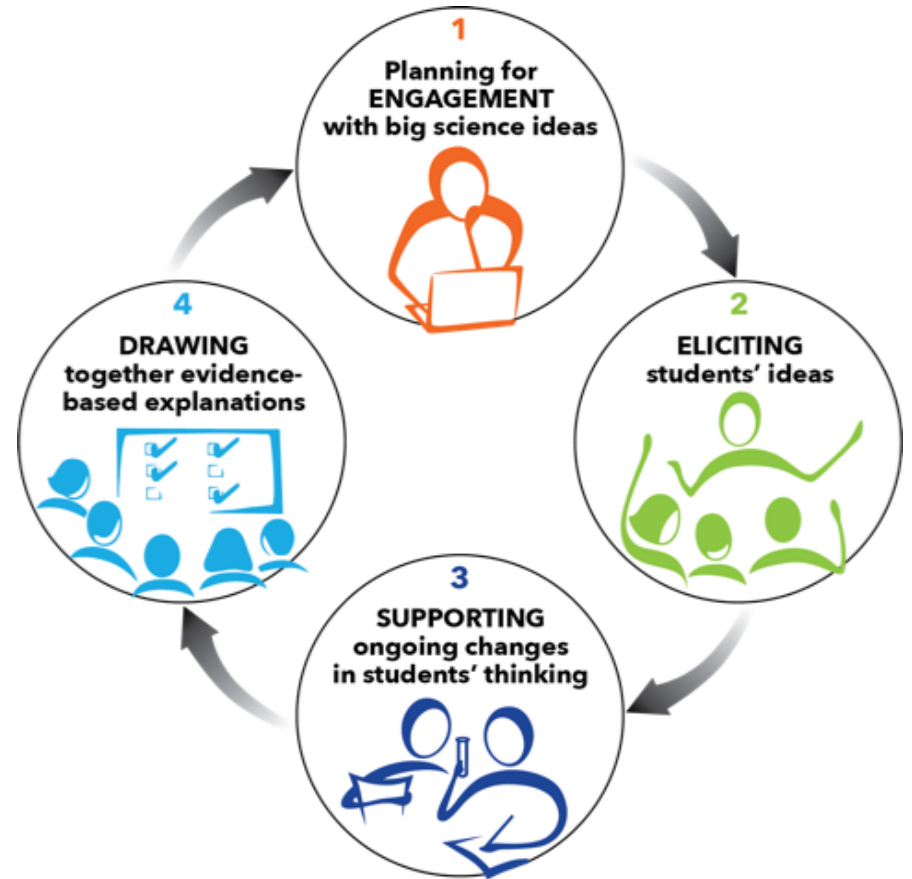 1
Planning for
ENGAGEMENT
with big science ideas
2
ELICITING
students’ ideas
3
SUPPORTING
ongoing changes
in students’ thinking
4
DRAWING
together evidence-
based explanations